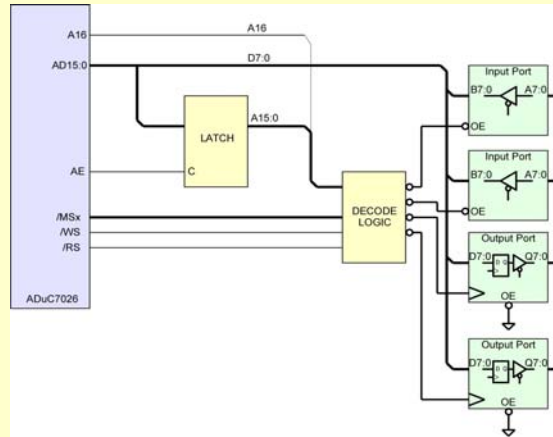 A16
A16
AD15:0
D7:0
Input Port
B7:0
A7:0
OE
LATCH
A15:0
AE
C
Input Port
B7:0
A7:0
OE
DECODE
LOGIC
/MSx
/WS
/RS
Output Port
D7:0
D
Q
Q7:0
OE
ADuC7026
Output Port
D7:0
D
Q
Q7:0
OE